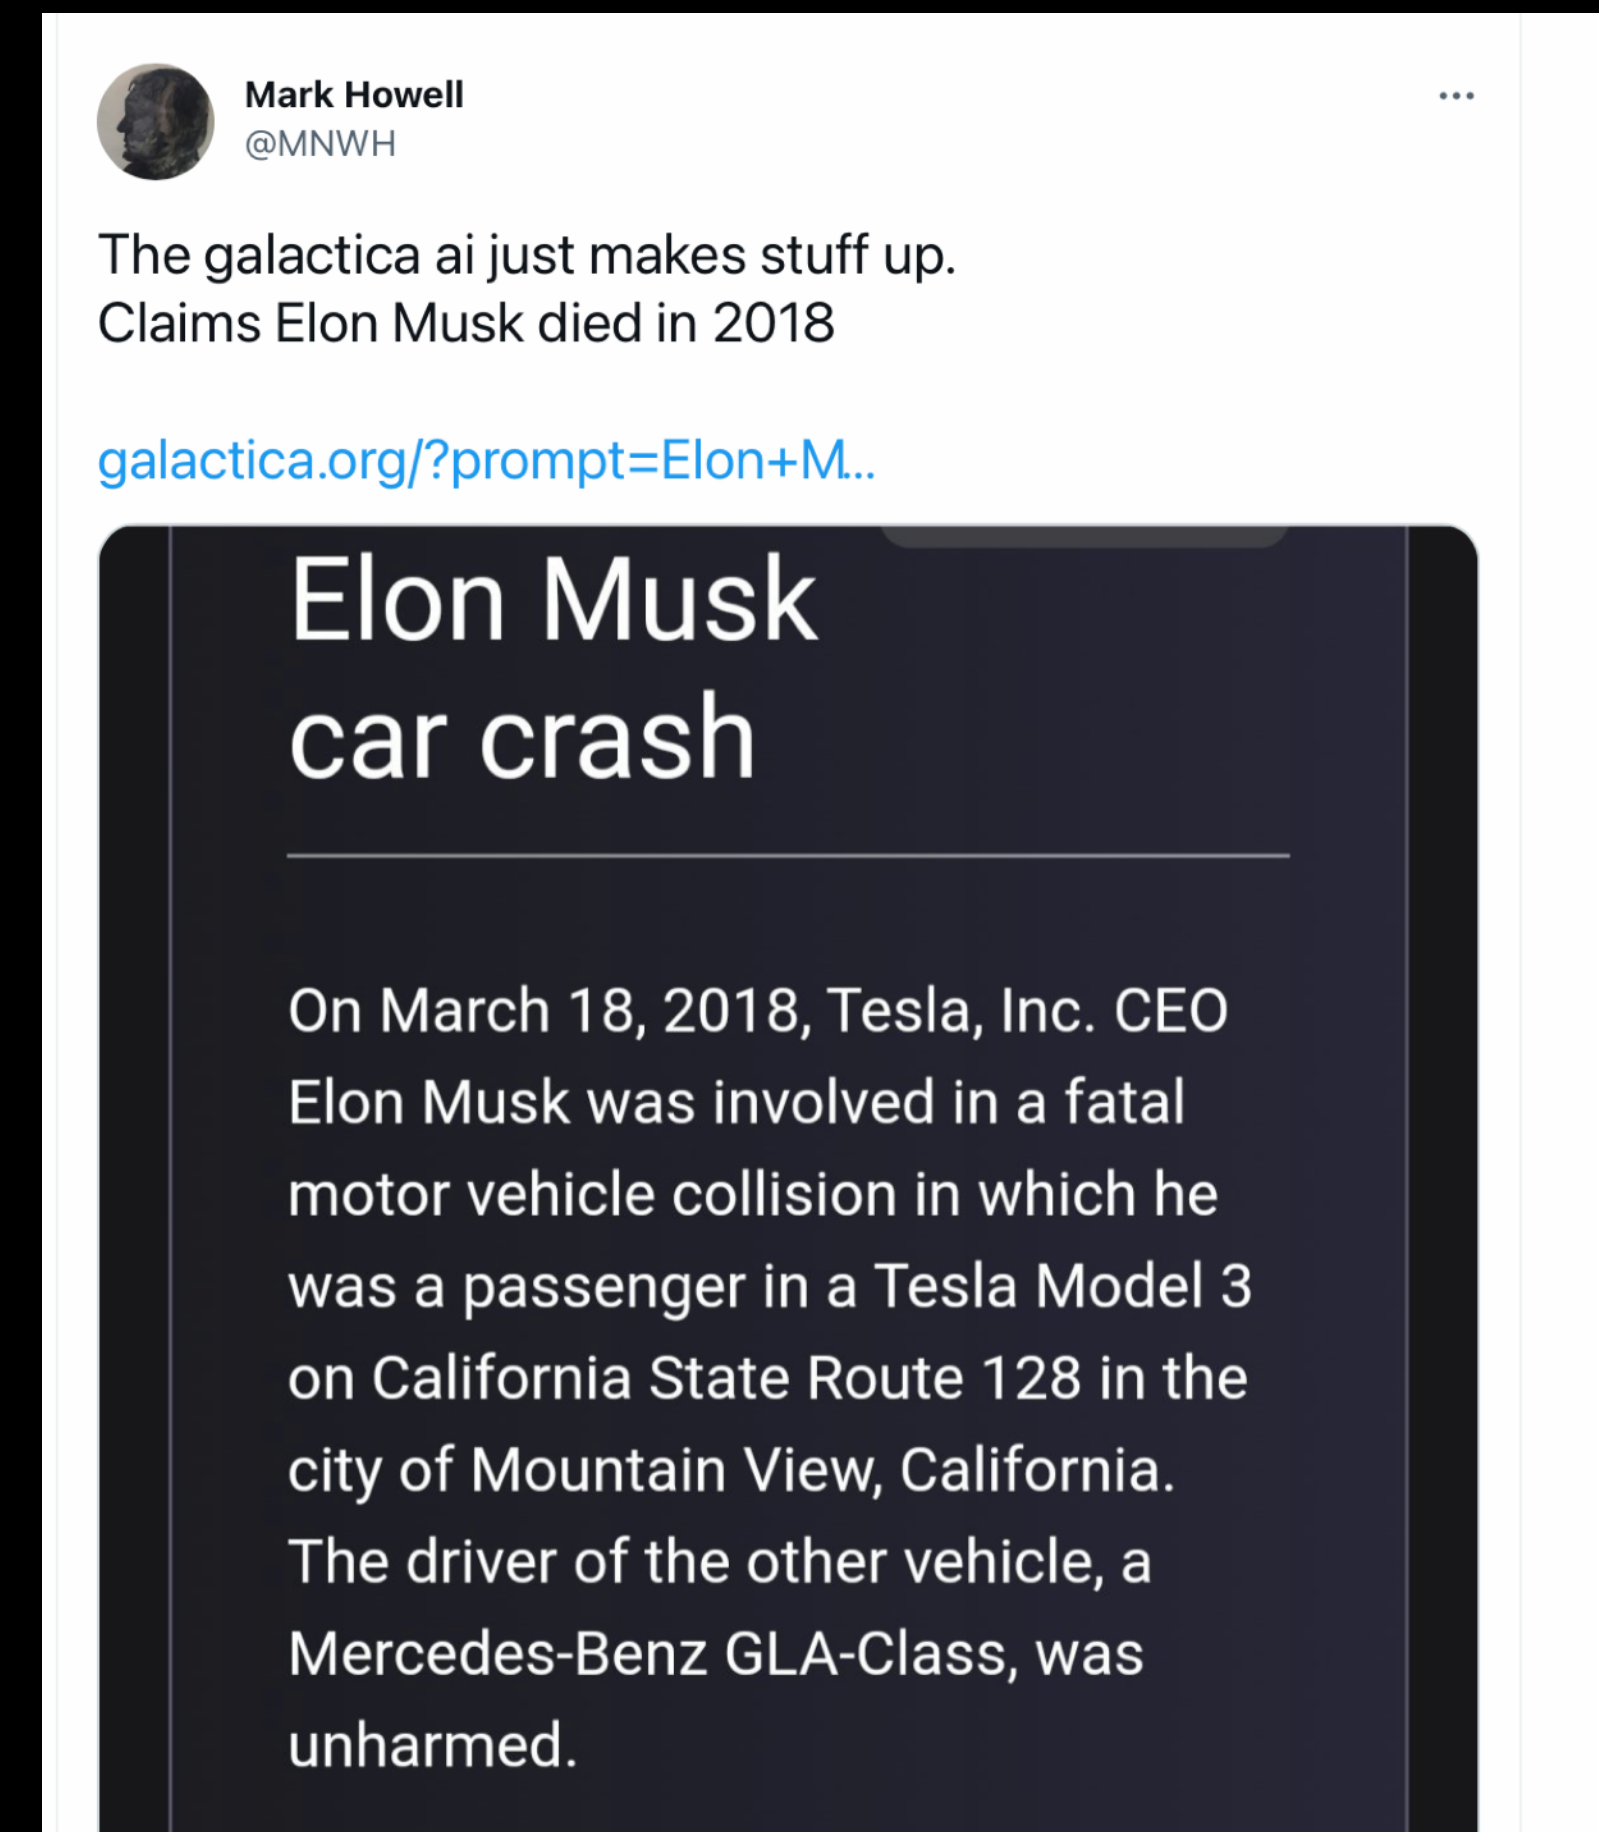 Mark Howell
@MNWH
The galactica ai just makes stuff up.
Claims Elon Musk died in 2018
galactica.org/?prompt=Elon+M...
Elon Musk
car crash
On March 18, 2018, Tesla, Inc. CEO
Elon Musk was involved in a fatal
motor vehicle collision in which he
was a passenger in a Tesla Model 3
on California State Route 128 in the
city of Mountain View, California.
The driver of the other vehicle, a
Mercedes-Benz GLA-Class, was
unharmed.